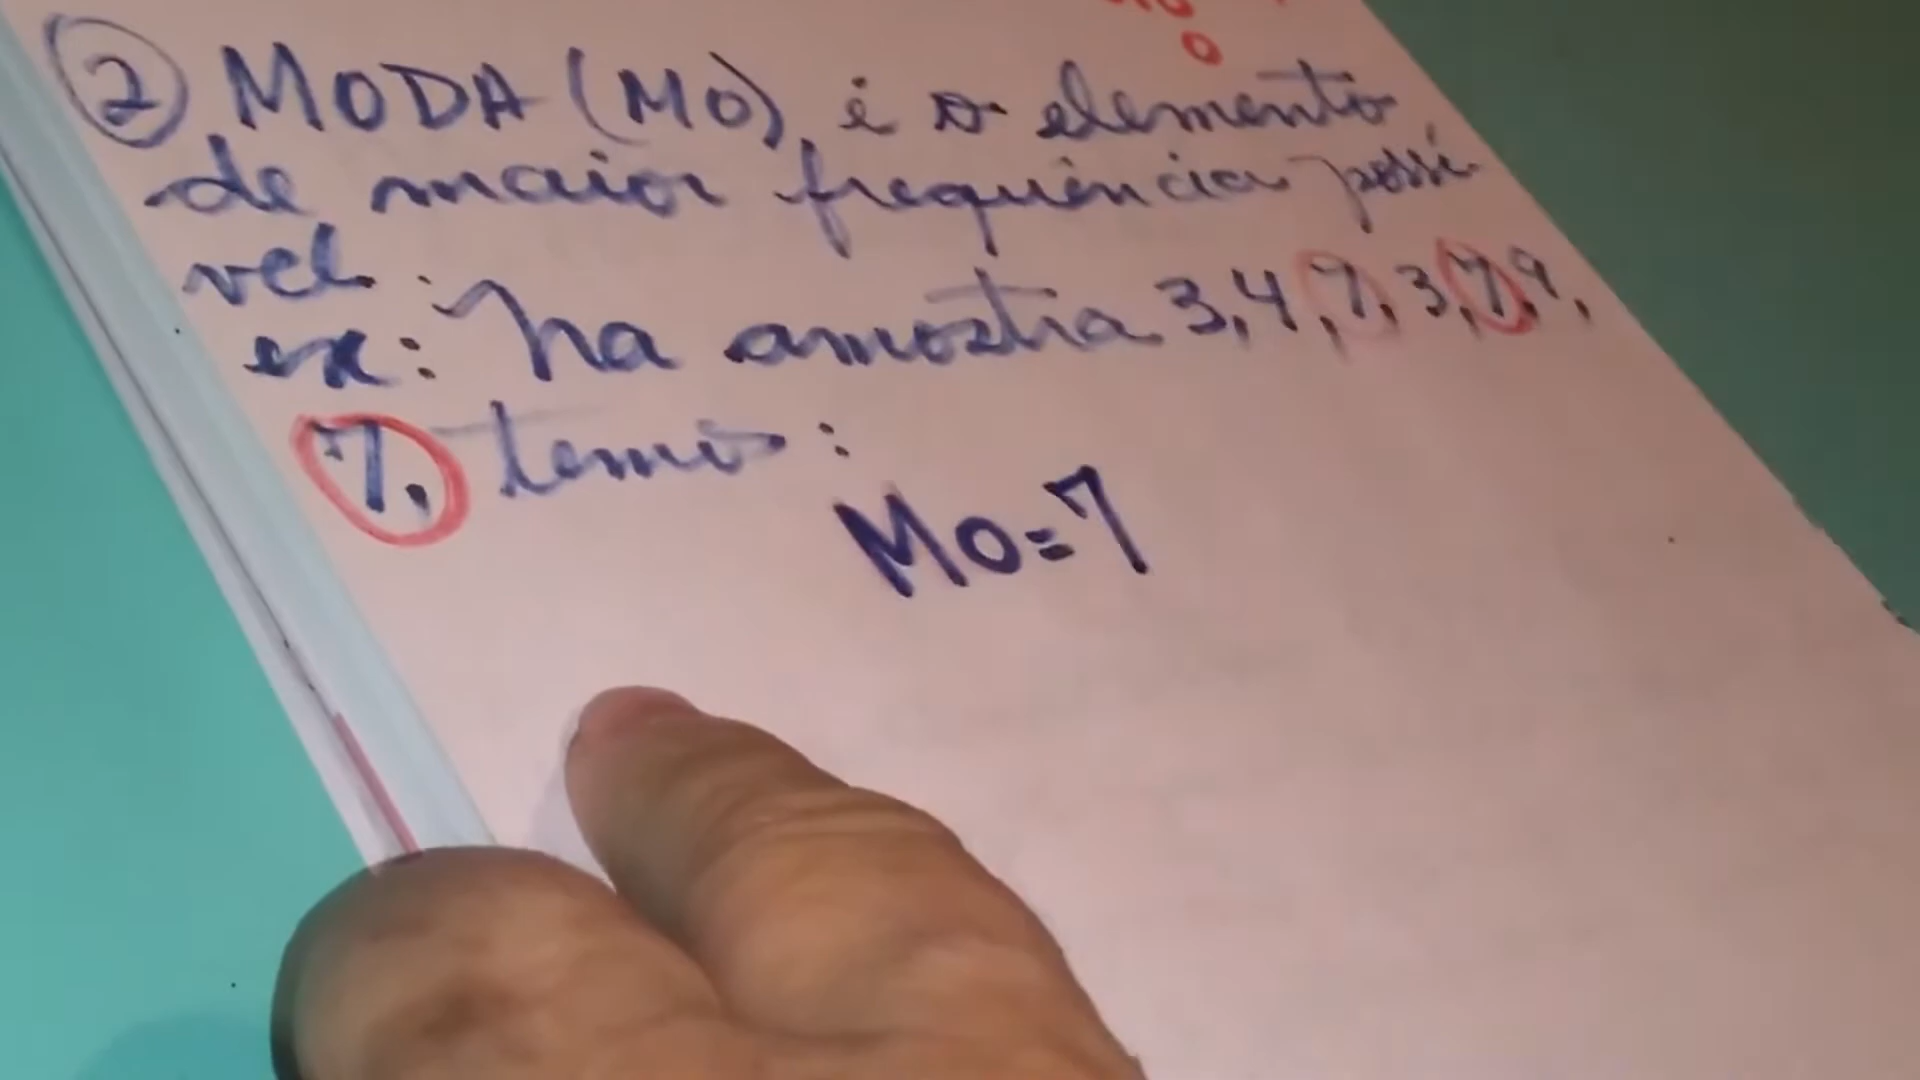 2 MODA (MO), é o elemento
de maior frequência possí-
vel.
ex: na amostra 3,4,7,3,7,9,
7, temos:
Mo=7